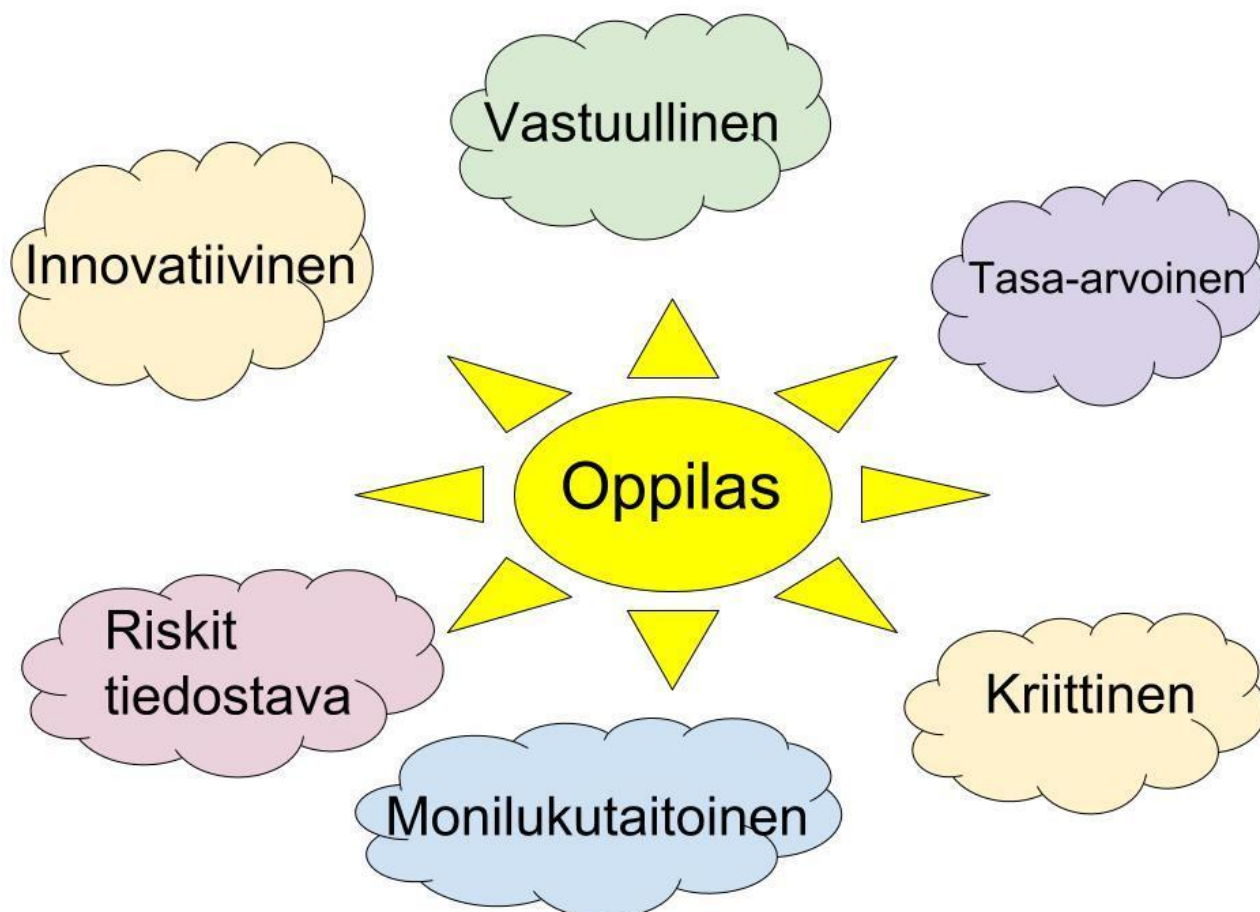 Vastuullinen
Innovatiivinen
Tasa-arvoinen
Oppilas
Riskit
tiedostava
Kriittinen
Monilukutaitoinen